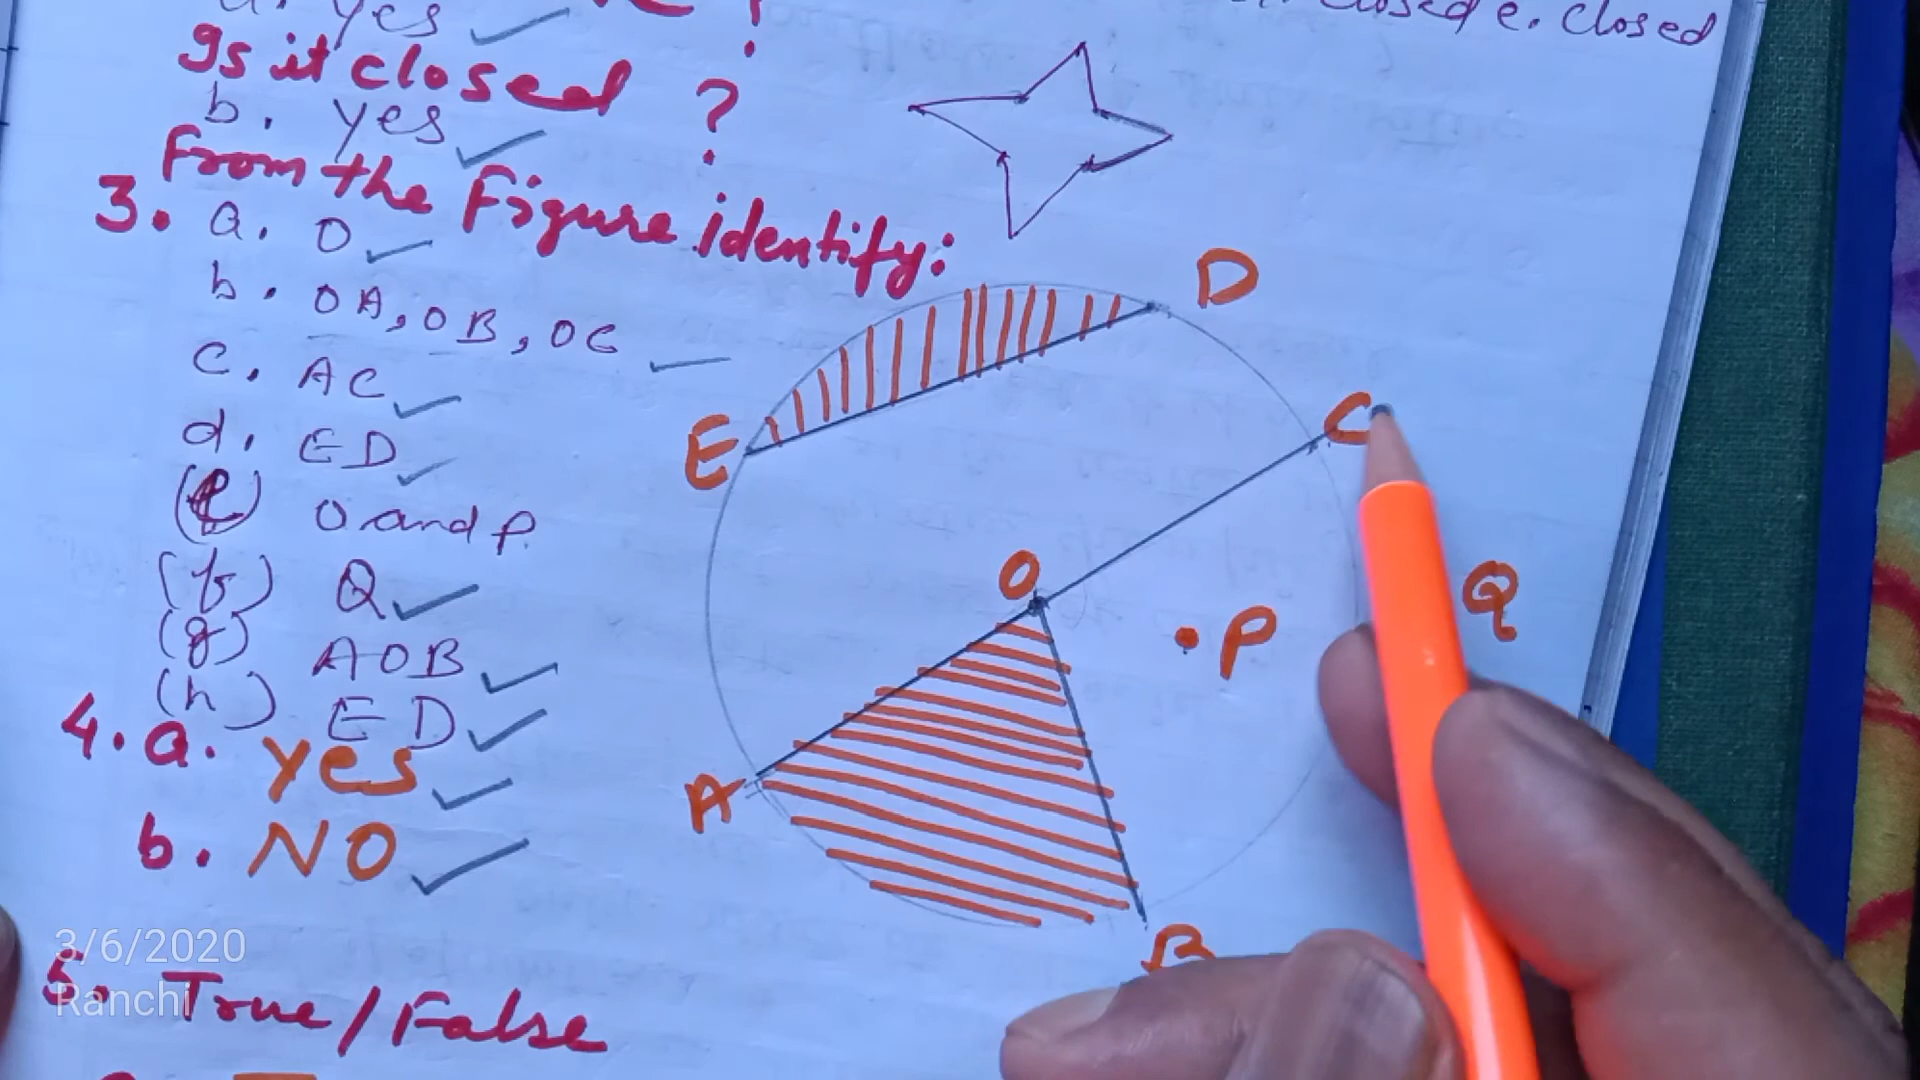 a. Yes
closed e. closed
Is it closed ?
b. Yes
From the Figure identify:
3. a. O
b. OA, OB, OC
c. AC
d. ED
(e) O and P
(f) Q
(g) AOB
(h) ED
4. a. Yes
b. NO
5. True/False
D
E
C
O
P
Q
A
B
3/6/2020
Ranchi